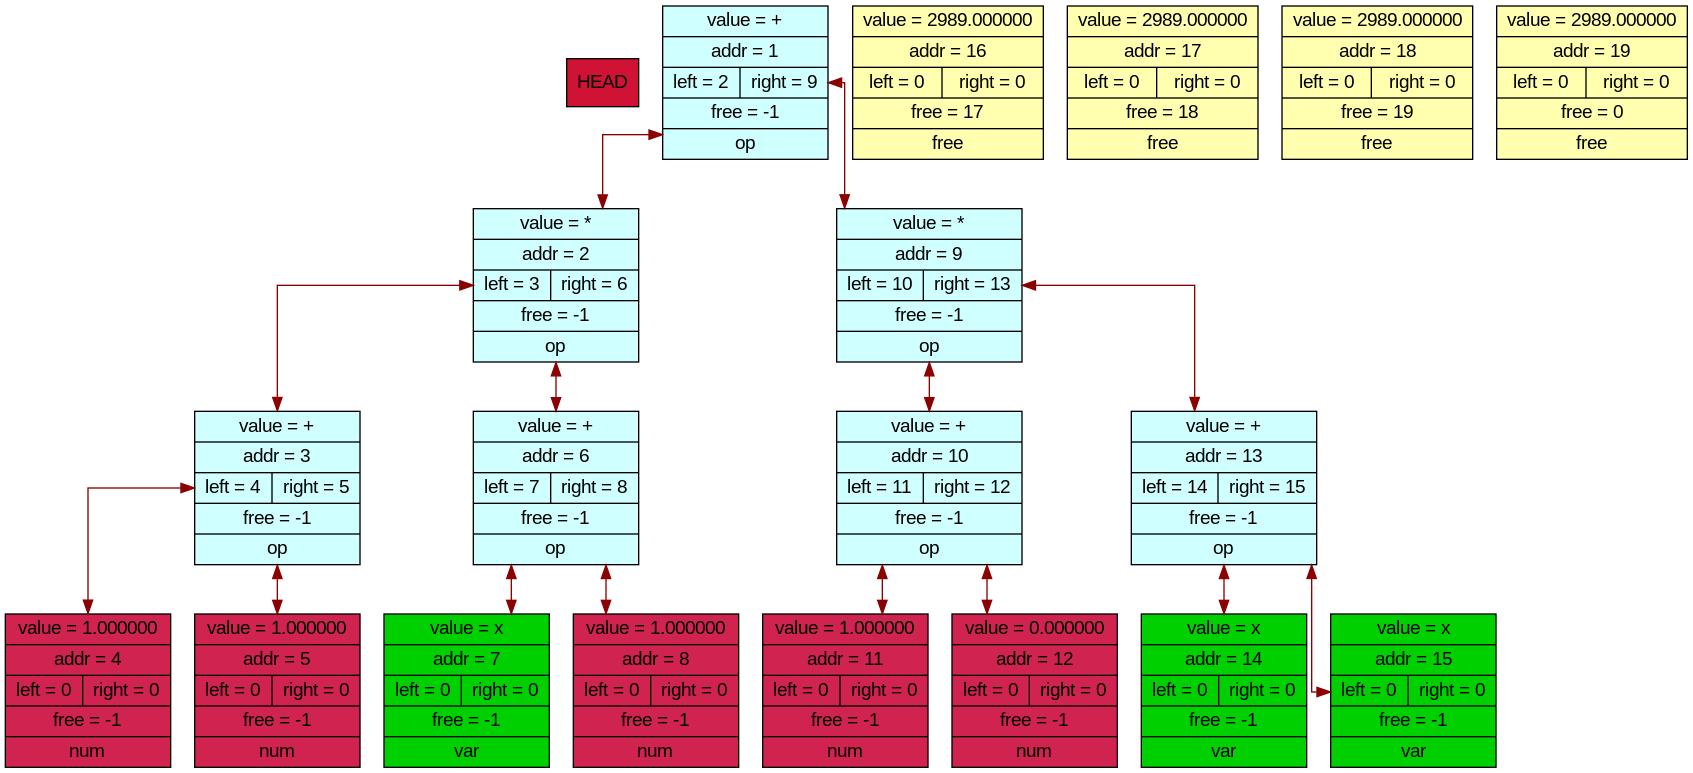 HEAD
value = +
addr = 1
left = 2 right = 9
free = -1
op
value = 2989.000000
addr = 16
left = 0 right = 0
free = 17
free
value = 2989.000000
addr = 17
left = 0 right = 0
free = 18
free
value = 2989.000000
addr = 18
left = 0 right = 0
free = 19
free
value = 2989.000000
addr = 19
left = 0 right = 0
free = 0
free
value = *
addr = 2
left = 3 right = 6
free = -1
op
value = *
addr = 9
left = 10 right = 13
free = -1
op
value = +
addr = 3
left = 4 right = 5
free = -1
op
value = +
addr = 6
left = 7 right = 8
free = -1
op
value = +
addr = 10
left = 11 right = 12
free = -1
op
value = +
addr = 13
left = 14 right = 15
free = -1
op
value = 1.000000
addr = 4
left = 0 right = 0
free = -1
num
value = 1.000000
addr = 5
left = 0 right = 0
free = -1
num
value = x
addr = 7
left = 0 right = 0
free = -1
var
value = 1.000000
addr = 8
left = 0 right = 0
free = -1
num
value = 1.000000
addr = 11
left = 0 right = 0
free = -1
num
value = 0.000000
addr = 12
left = 0 right = 0
free = -1
num
value = x
addr = 14
left = 0 right = 0
free = -1
var
value = x
addr = 15
left = 0 right = 0
free = -1
var